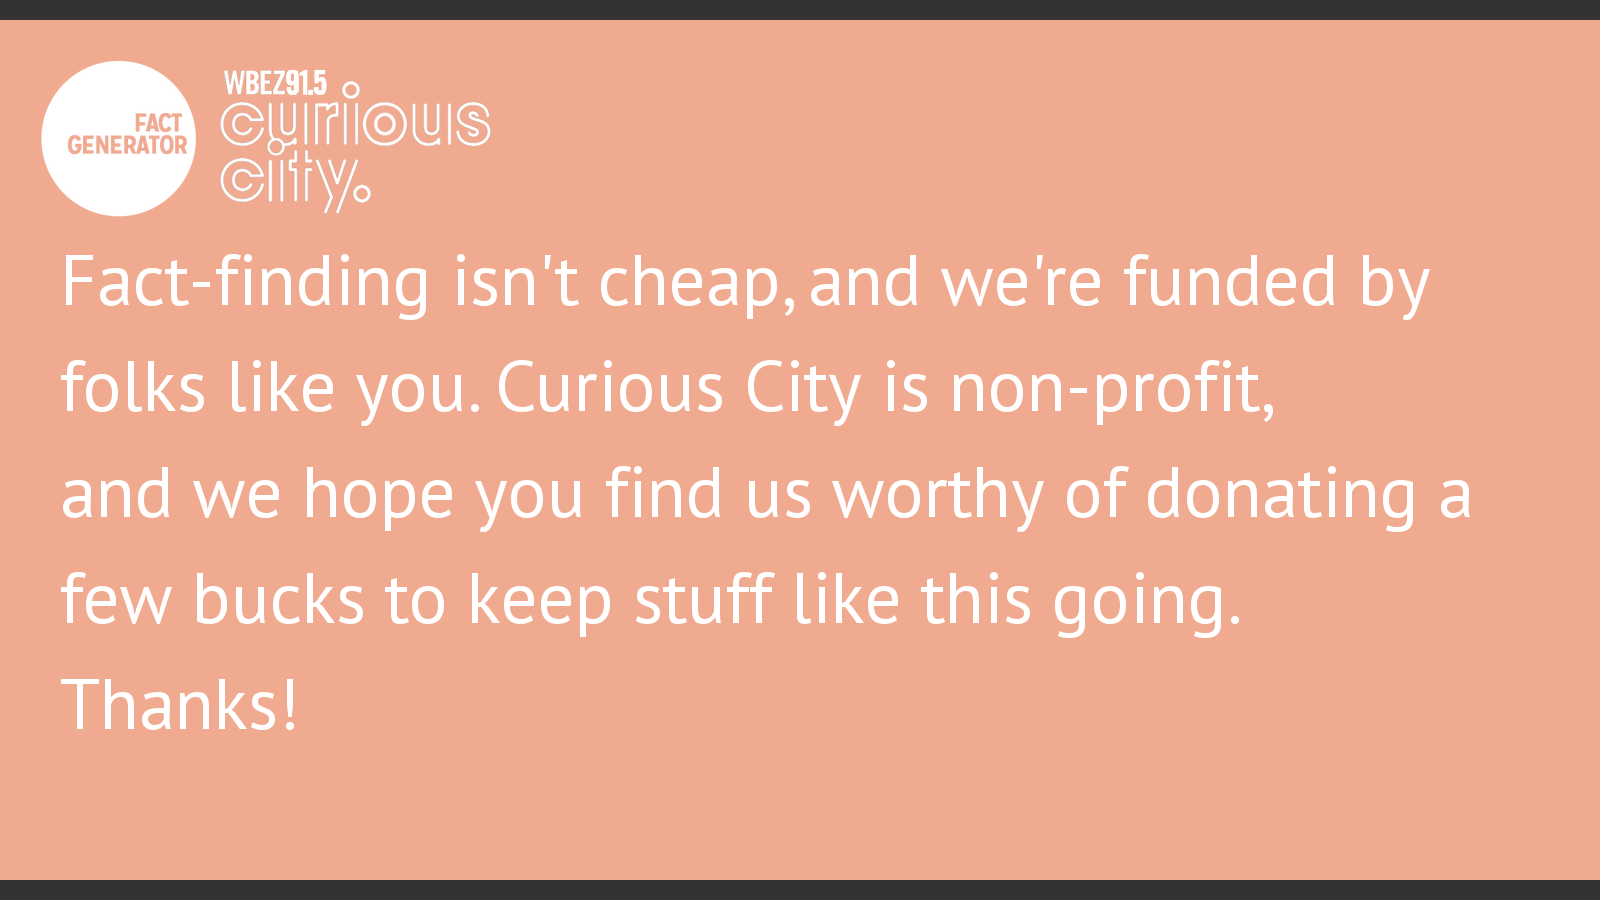 FACT
GENERATOR
WBEZ91.5
curious
city.
Fact-finding isn't cheap, and we're funded by
folks like you. Curious City is non-profit,
and we hope you find us worthy of donating a
few bucks to keep stuff like this going.
Thanks!